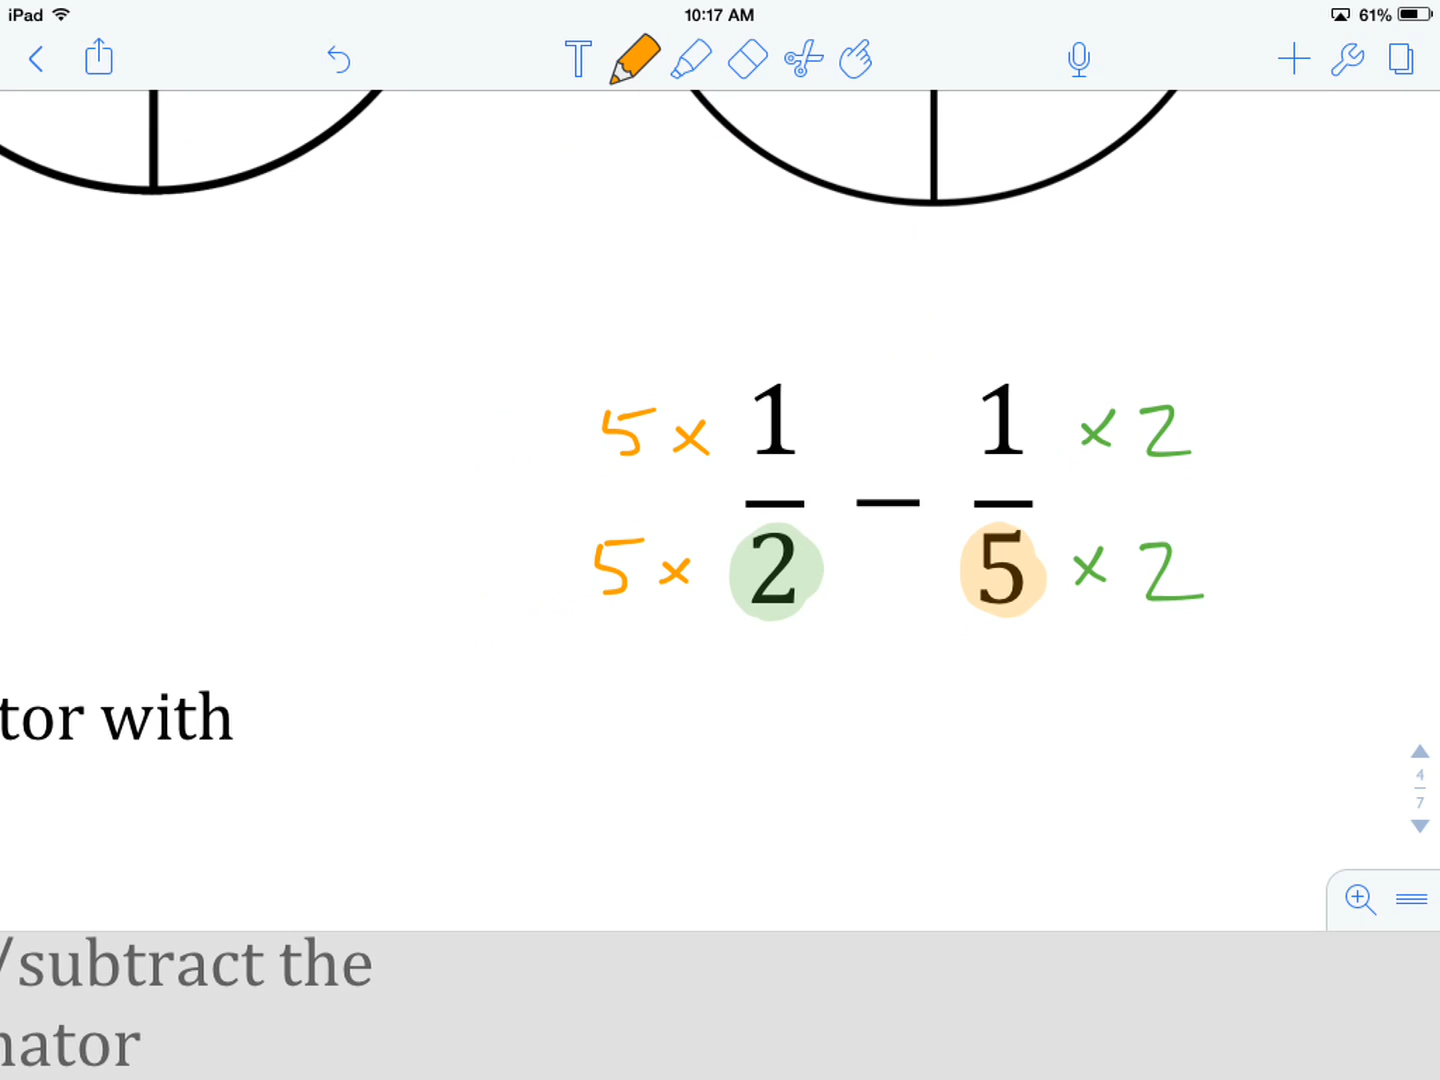 iPad 10:17 AM 61%
T
5 × 1 1 × 2
— — —
5 × 2 5 × 2
tor with
4
7
/subtract the
nator